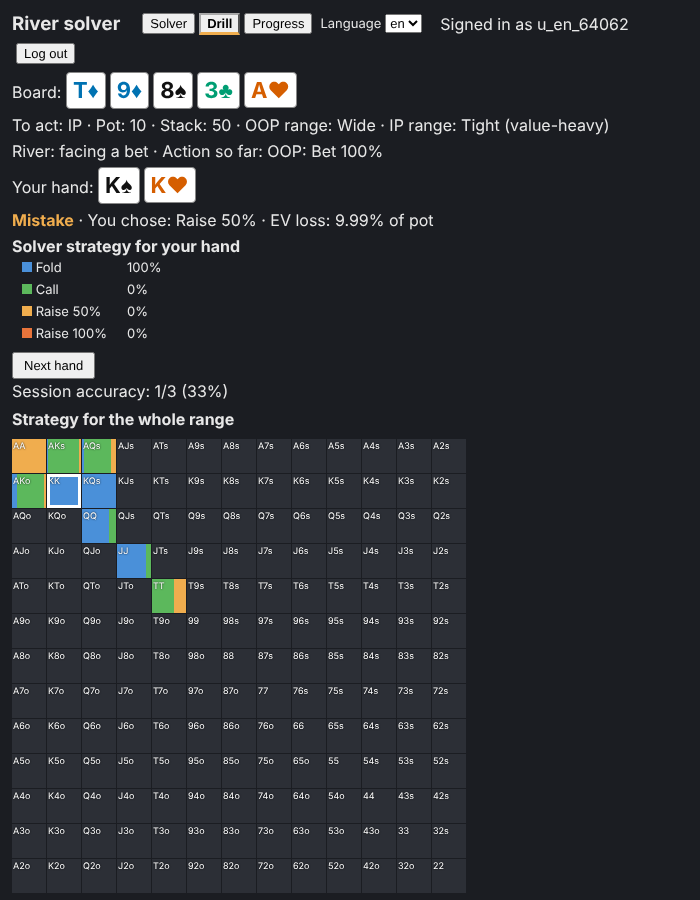 River solver Solver Drill Progress Language en Signed in as u_en_64062
Log out
Board: T♦ 9♦ 8♠ 3♣ A♥
To act: IP · Pot: 10 · Stack: 50 · OOP range: Wide · IP range: Tight (value-heavy)
River: facing a bet · Action so far: OOP: Bet 100%
Your hand: K♠ K♥
Mistake · You chose: Raise 50% · EV loss: 9.99% of pot
Solver strategy for your hand
Fold 100%
Call 0%
Raise 50% 0%
Raise 100% 0%
Next hand
Session accuracy: 1/3 (33%)
Strategy for the whole range
AA AKs AQs AJs ATs A9s A8s A7s A6s A5s A4s A3s A2s
AKo KK KQs KJs KTs K9s K8s K7s K6s K5s K4s K3s K2s
AQo KQo QQ QJs QTs Q9s Q8s Q7s Q6s Q5s Q4s Q3s Q2s
AJo KJo QJo JJ JTs J9s J8s J7s J6s J5s J4s J3s J2s
ATo KTo QTo JTo TT T9s T8s T7s T6s T5s T4s T3s T2s
A9o K9o Q9o J9o T9o 99 98s 97s 96s 95s 94s 93s 92s
A8o K8o Q8o J8o T8o 98o 88 87s 86s 85s 84s 83s 82s
A7o K7o Q7o J7o T7o 97o 87o 77 76s 75s 74s 73s 72s
A6o K6o Q6o J6o T6o 96o 86o 76o 66 65s 64s 63s 62s
A5o K5o Q5o J5o T5o 95o 85o 75o 65o 55 54s 53s 52s
A4o K4o Q4o J4o T4o 94o 84o 74o 64o 54o 44 43s 42s
A3o K3o Q3o J3o T3o 93o 83o 73o 63o 53o 43o 33 32s
A2o K2o Q2o J2o T2o 92o 82o 72o 62o 52o 42o 32o 22